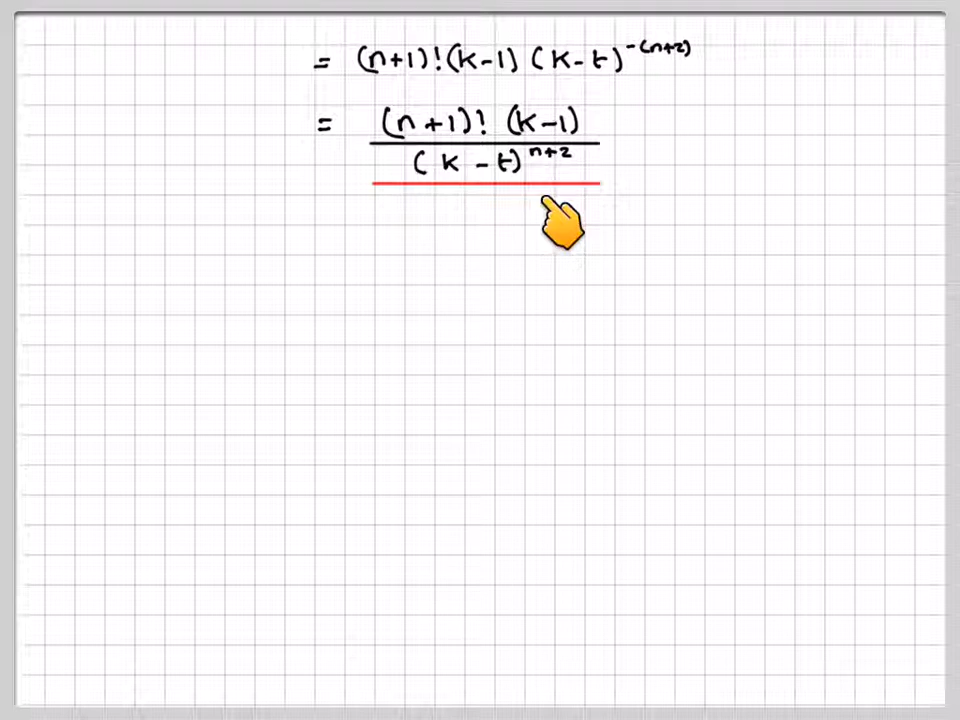 = (n+1)!(k-1) (k-t)^-(n+2)
= (n+1)! (k-1)
(k-t)^n+2